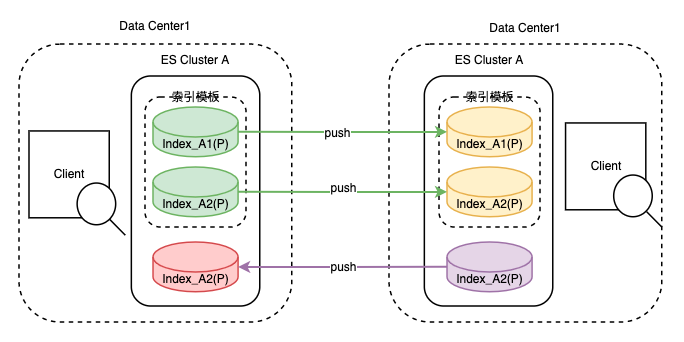 Data Center1
Data Center1
ES Cluster A
ES Cluster A
索引模板
索引模板
Index_A1(P)
push
Index_A1(P)
Client
Client
Index_A2(P)
push
Index_A2(P)
Index_A2(P)
push
Index_A2(P)